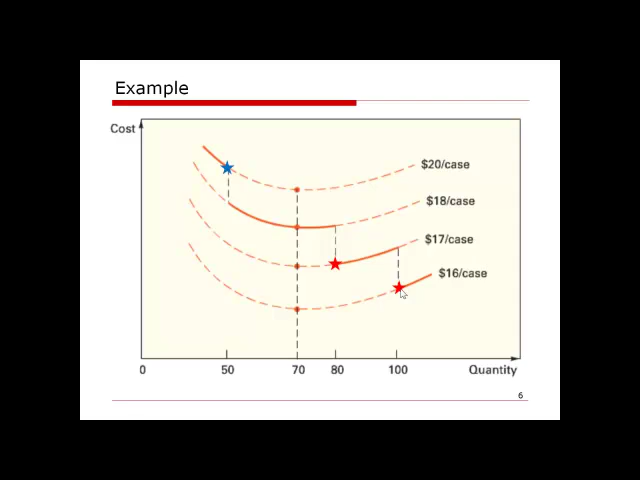 Example
Cost
$20/case
$18/case
$17/case
$16/case
0 50 70 80 100 Quantity
6